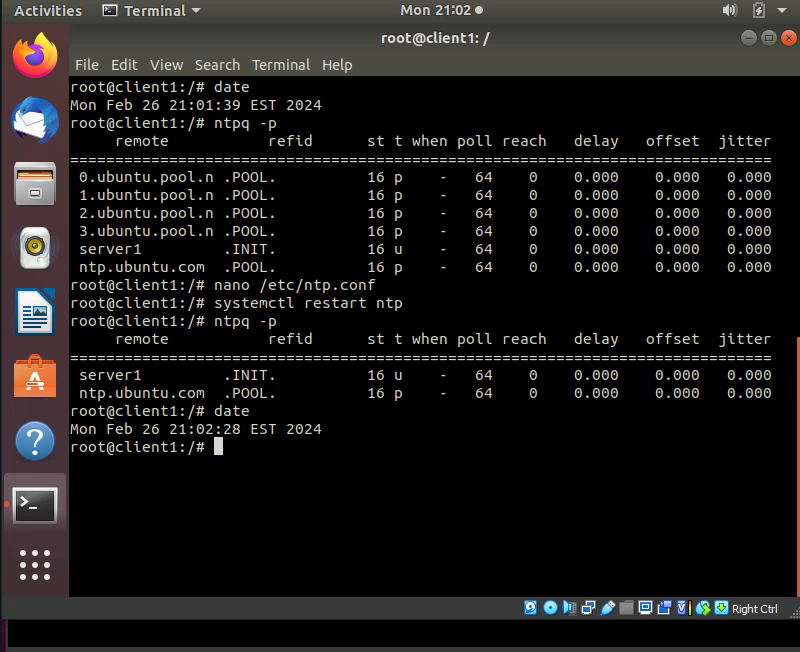 Activities Terminal Mon 21:02
root@client1: /
File Edit View Search Terminal Help
root@client1:/# date
Mon Feb 26 21:01:39 EST 2024
root@client1:/# ntpq -p
     remote           refid      st t when poll reach   delay   offset  jitter
==============================================================================
 0.ubuntu.pool.n .POOL.          16 p    -   64    0    0.000    0.000   0.000
 1.ubuntu.pool.n .POOL.          16 p    -   64    0    0.000    0.000   0.000
 2.ubuntu.pool.n .POOL.          16 p    -   64    0    0.000    0.000   0.000
 3.ubuntu.pool.n .POOL.          16 p    -   64    0    0.000    0.000   0.000
 server1         .INIT.          16 u    -   64    0    0.000    0.000   0.000
 ntp.ubuntu.com  .POOL.          16 p    -   64    0    0.000    0.000   0.000
root@client1:/# nano /etc/ntp.conf
root@client1:/# systemctl restart ntp
root@client1:/# ntpq -p
     remote           refid      st t when poll reach   delay   offset  jitter
==============================================================================
 server1         .INIT.          16 u    -   64    0    0.000    0.000   0.000
 ntp.ubuntu.com  .POOL.          16 p    -   64    0    0.000    0.000   0.000
root@client1:/# date
Mon Feb 26 21:02:28 EST 2024
root@client1:/#
Right Ctrl